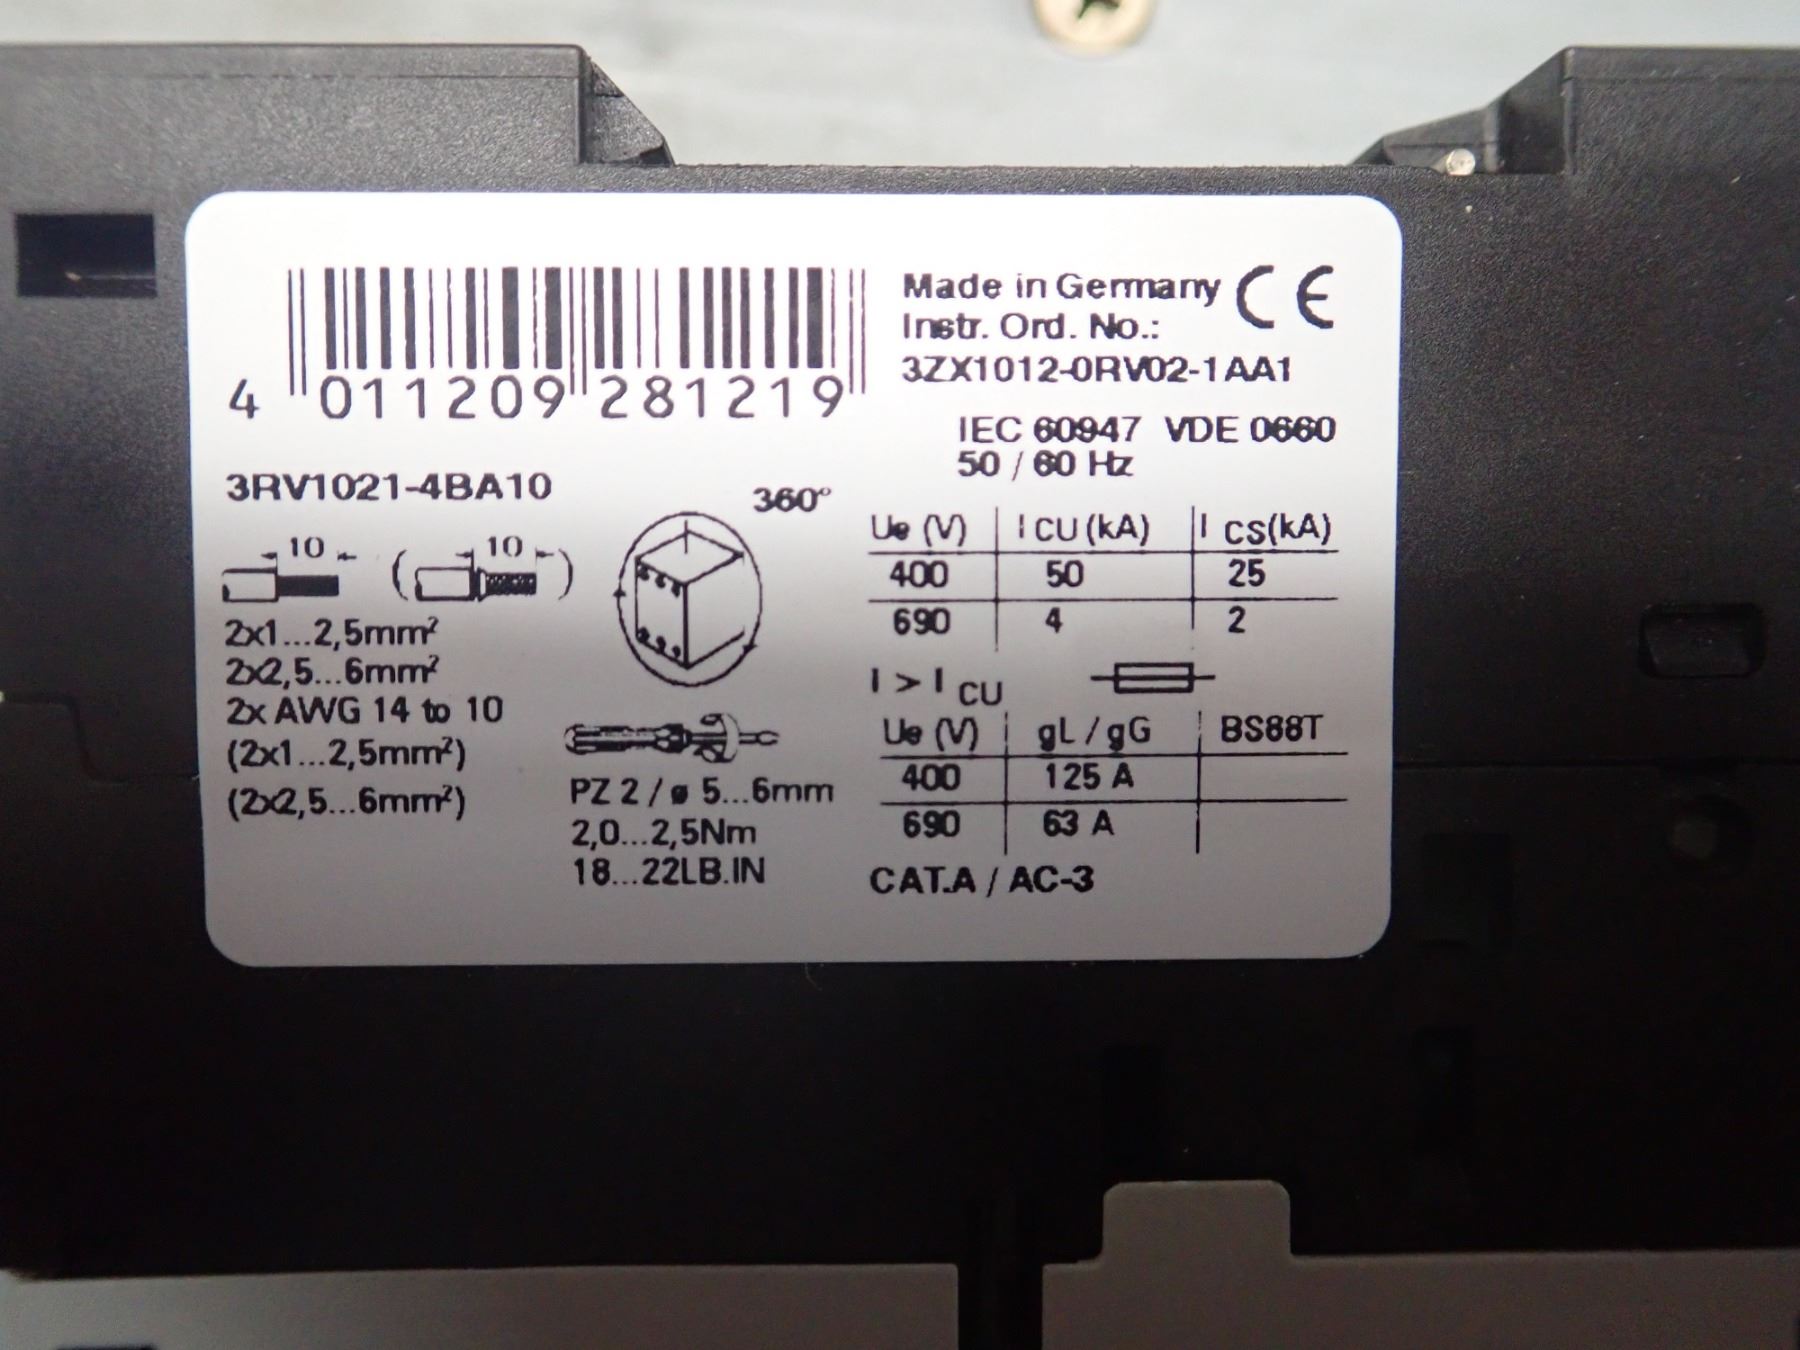 4 011209 281219
Made in Germany CE
Instr. Ord. No.:
3ZX1012-0RV02-1AA1
IEC 60947 VDE 0660
50 / 60 Hz
3RV1021-4BA10
10 (10)
2x1...2,5mm²
2x2,5...6mm²
2x AWG 14 to 10
(2x1...2,5mm²)
(2x2,5...6mm²)
360°
PZ 2 / ø 5...6mm
2,0...2,5Nm
18...22LB.IN
Ue (V) I CU (kA) I CS(kA)
400 50 25
690 4 2
I > I CU
Ue (V) gL / gG BS88T
400 125 A
690 63 A
CAT.A / AC-3